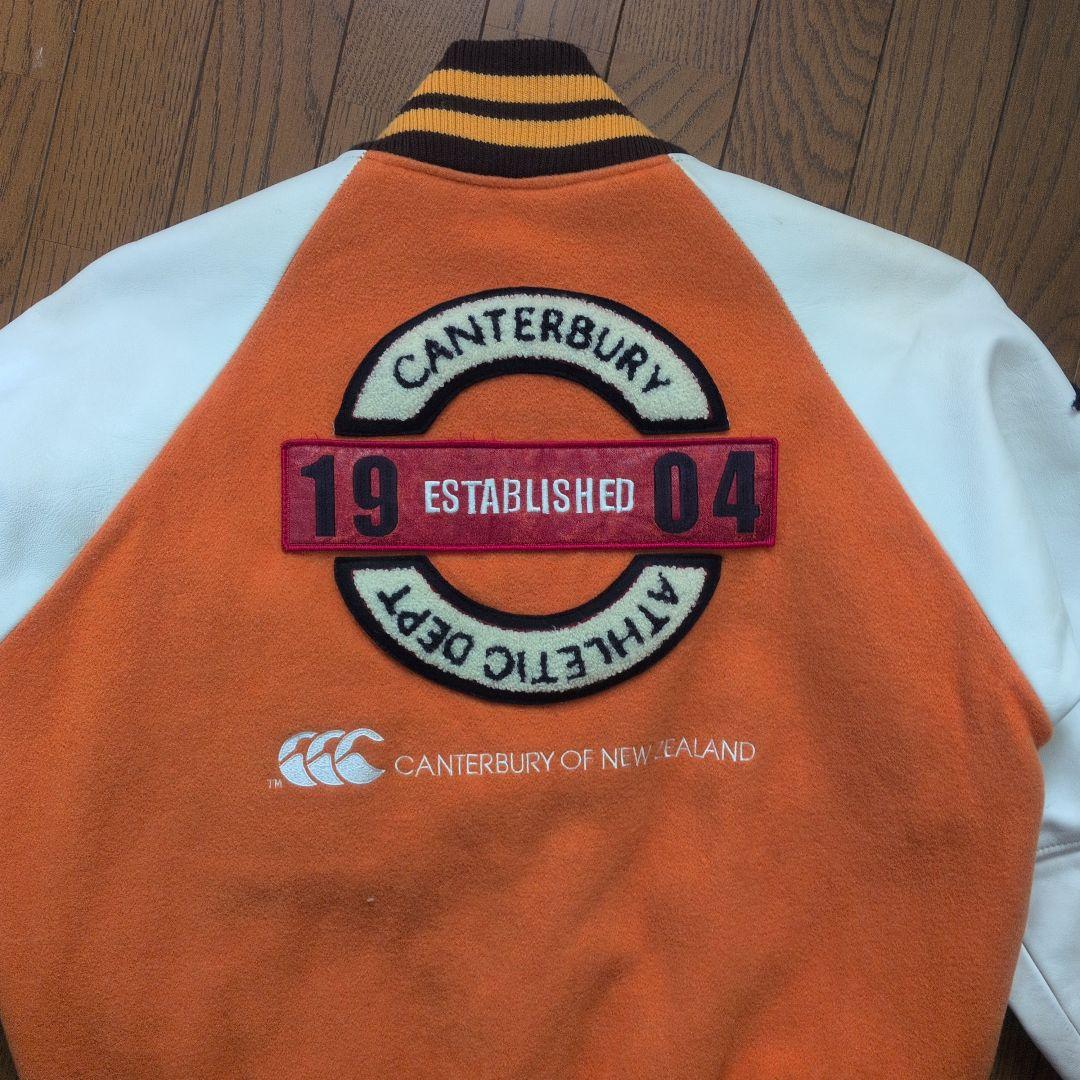 CANTERBURY
19 ESTABLISHED 04
ATHLETIC DEPT
TM CANTERBURY OF NEW ZEALAND